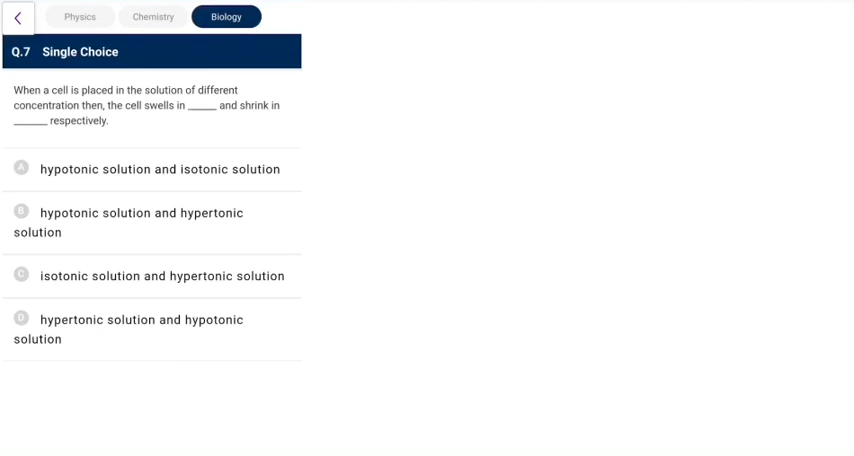 Physics Chemistry Biology
Q.7 Single Choice
When a cell is placed in the solution of different
concentration then, the cell swells in _____ and shrink in
______ respectively.
A hypotonic solution and isotonic solution
B hypotonic solution and hypertonic
solution
C isotonic solution and hypertonic solution
D hypertonic solution and hypotonic
solution